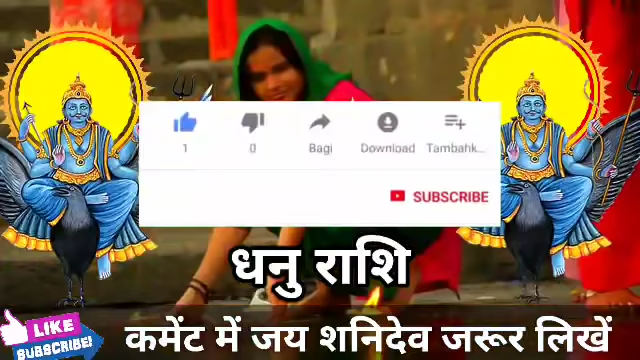 1 0 Bagi Download Tambahk...
SUBSCRIBE
धनु राशि
LIKE
SUBSCRIBE!
कमेंट में जय शनिदेव जरूर लिखें